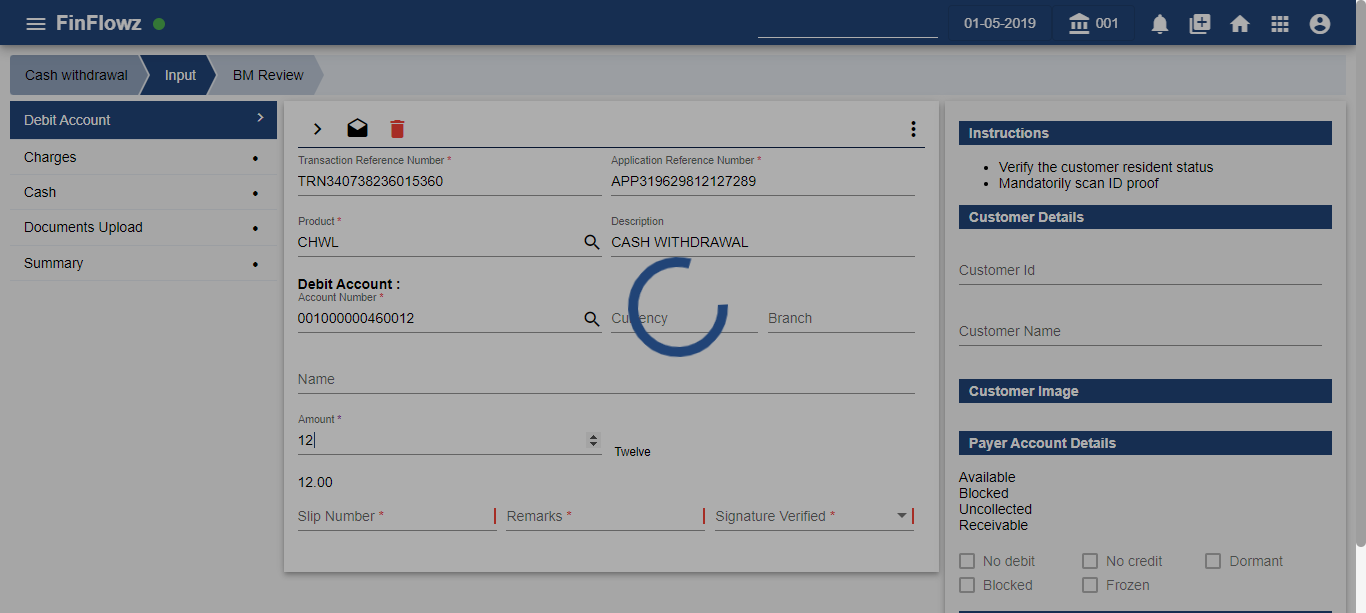 FinFlowz
01-05-2019
001
Cash withdrawal
Input
BM Review
Debit Account
Charges
Cash
Documents Upload
Summary
Transaction Reference Number *
TRN340738236015360
Application Reference Number *
APP319629812127289
Product *
CHWL
Description
CASH WITHDRAWAL
Debit Account :
Account Number *
001000000460012
Currency
Branch
Name
Amount *
12
Twelve
12.00
Slip Number *
Remarks *
Signature Verified *
Instructions
• Verify the customer resident status
• Mandatorily scan ID proof
Customer Details
Customer Id
Customer Name
Customer Image
Payer Account Details
Available
Blocked
Uncollected
Receivable
No debit
No credit
Dormant
Blocked
Frozen